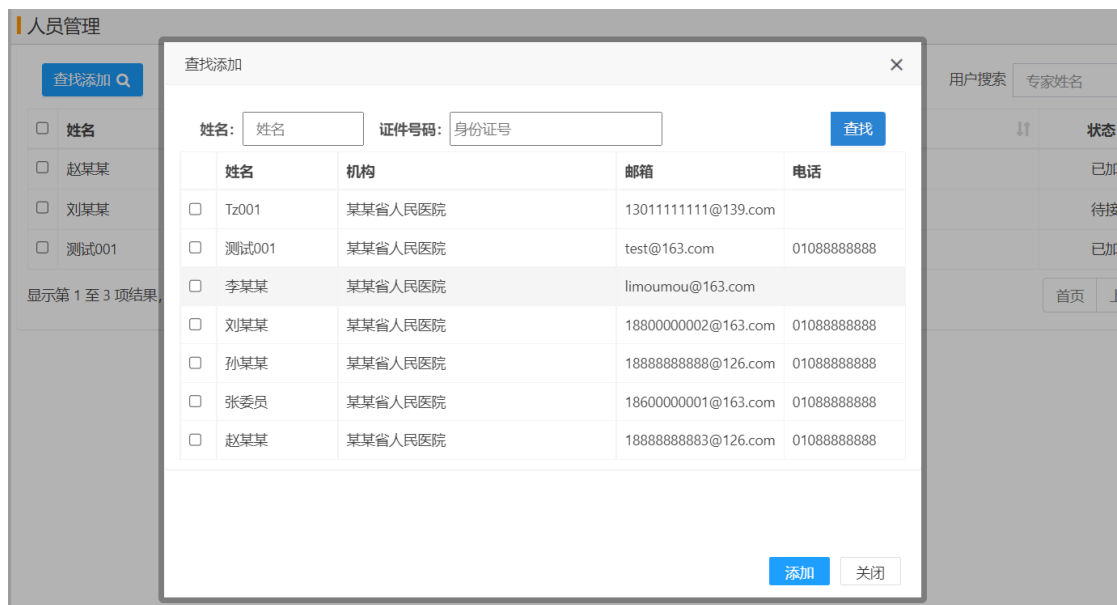 人员管理
查找添加
用户搜索 专家姓名
姓名 状态
赵某某 已加
刘某某 待接
测试001 已加
显示第 1 至 3 项结果,
首页
查找添加 ×
姓名: 姓名 证件号码: 身份证号 查找
姓名 机构 邮箱 电话
Tz001 某某省人民医院 13011111111@139.com
测试001 某某省人民医院 test@163.com 01088888888
李某某 某某省人民医院 limoumou@163.com
刘某某 某某省人民医院 18800000002@163.com 01088888888
孙某某 某某省人民医院 18888888888@126.com 01088888888
张委员 某某省人民医院 18600000001@163.com 01088888888
赵某某 某某省人民医院 18888888883@126.com 01088888888
添加 关闭